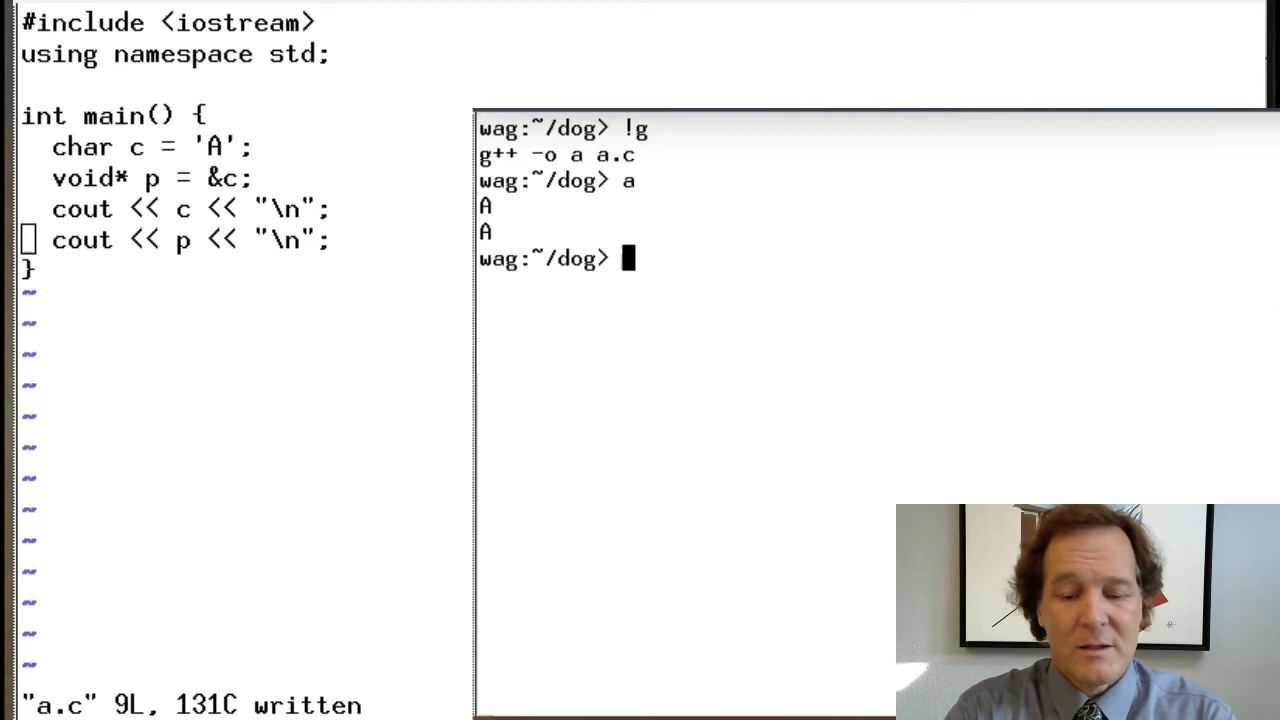 #include <iostream>
using namespace std;
int main() {
  char c = 'A';
  void* p = &c;
  cout << c << "\n";
  cout << p << "\n";
}
~
~
~
~
~
~
~
~
~
~
~
~
~
"a.c" 9L, 131C written
wag:~/dog> !g
g++ -o a a.c
wag:~/dog> a
A
A
wag:~/dog>